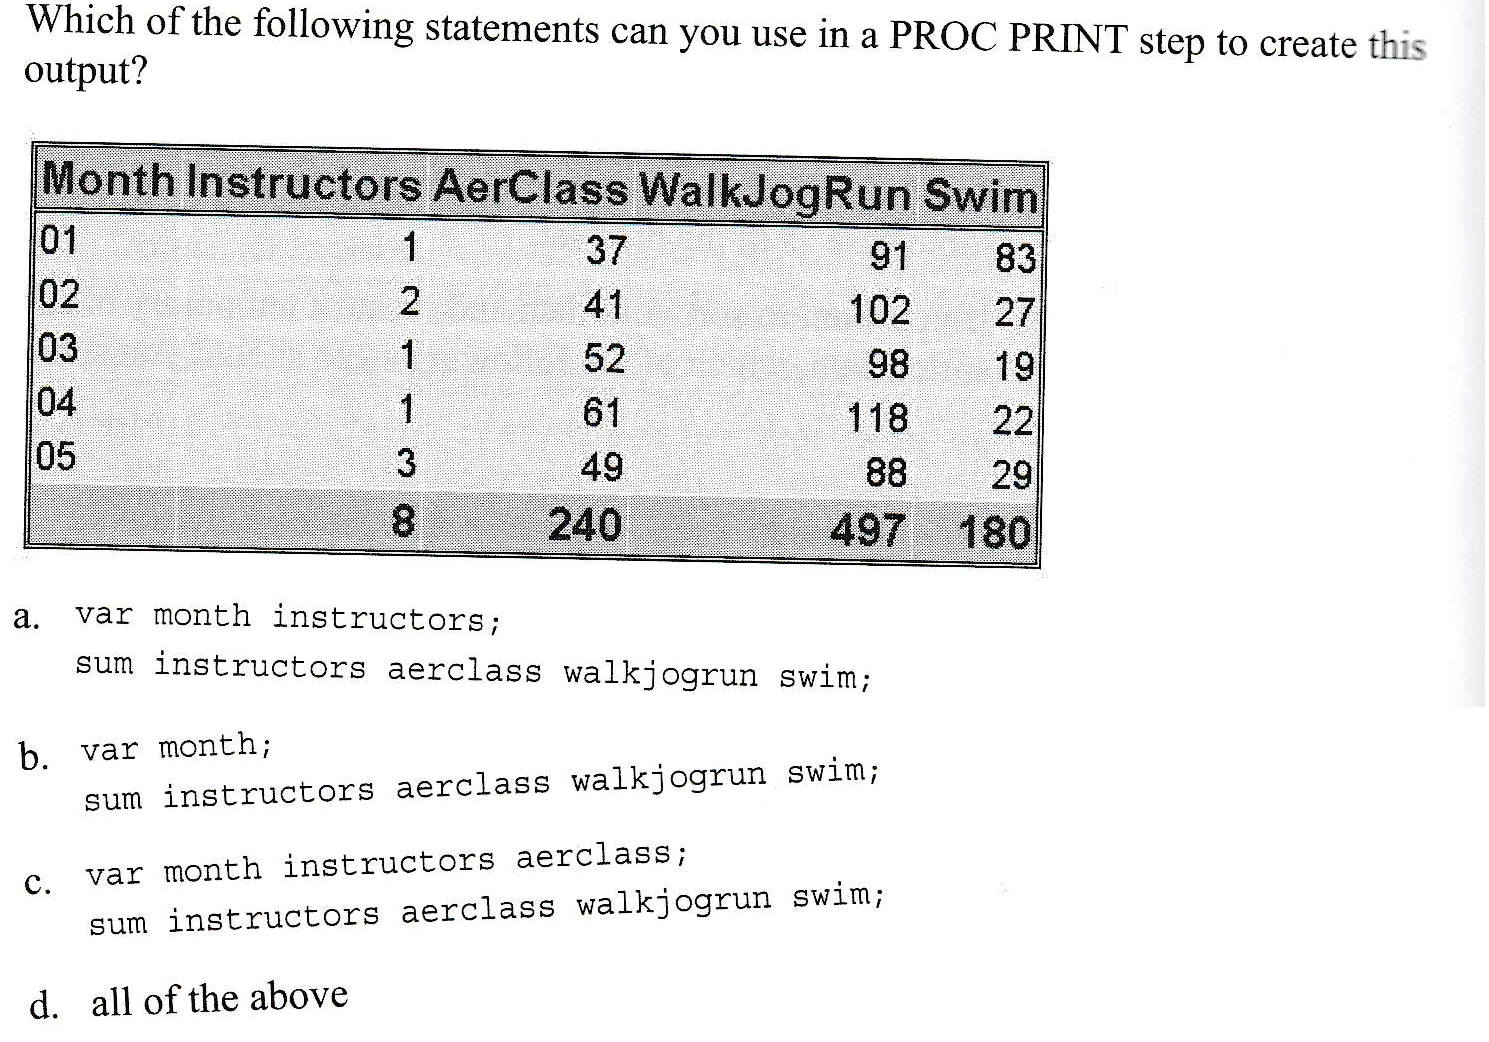 Which of the following statements can you use in a PROC PRINT step to create this
output?
Month Instructors AerClass WalkJogRun Swim
01 1 37 91 83
02 2 41 102 27
03 1 52 98 19
04 1 61 118 22
05 3 49 88 29
8 240 497 180
a. var month instructors;
sum instructors aerclass walkjogrun swim;
b. var month;
sum instructors aerclass walkjogrun swim;
c. var month instructors aerclass;
sum instructors aerclass walkjogrun swim;
d. all of the above